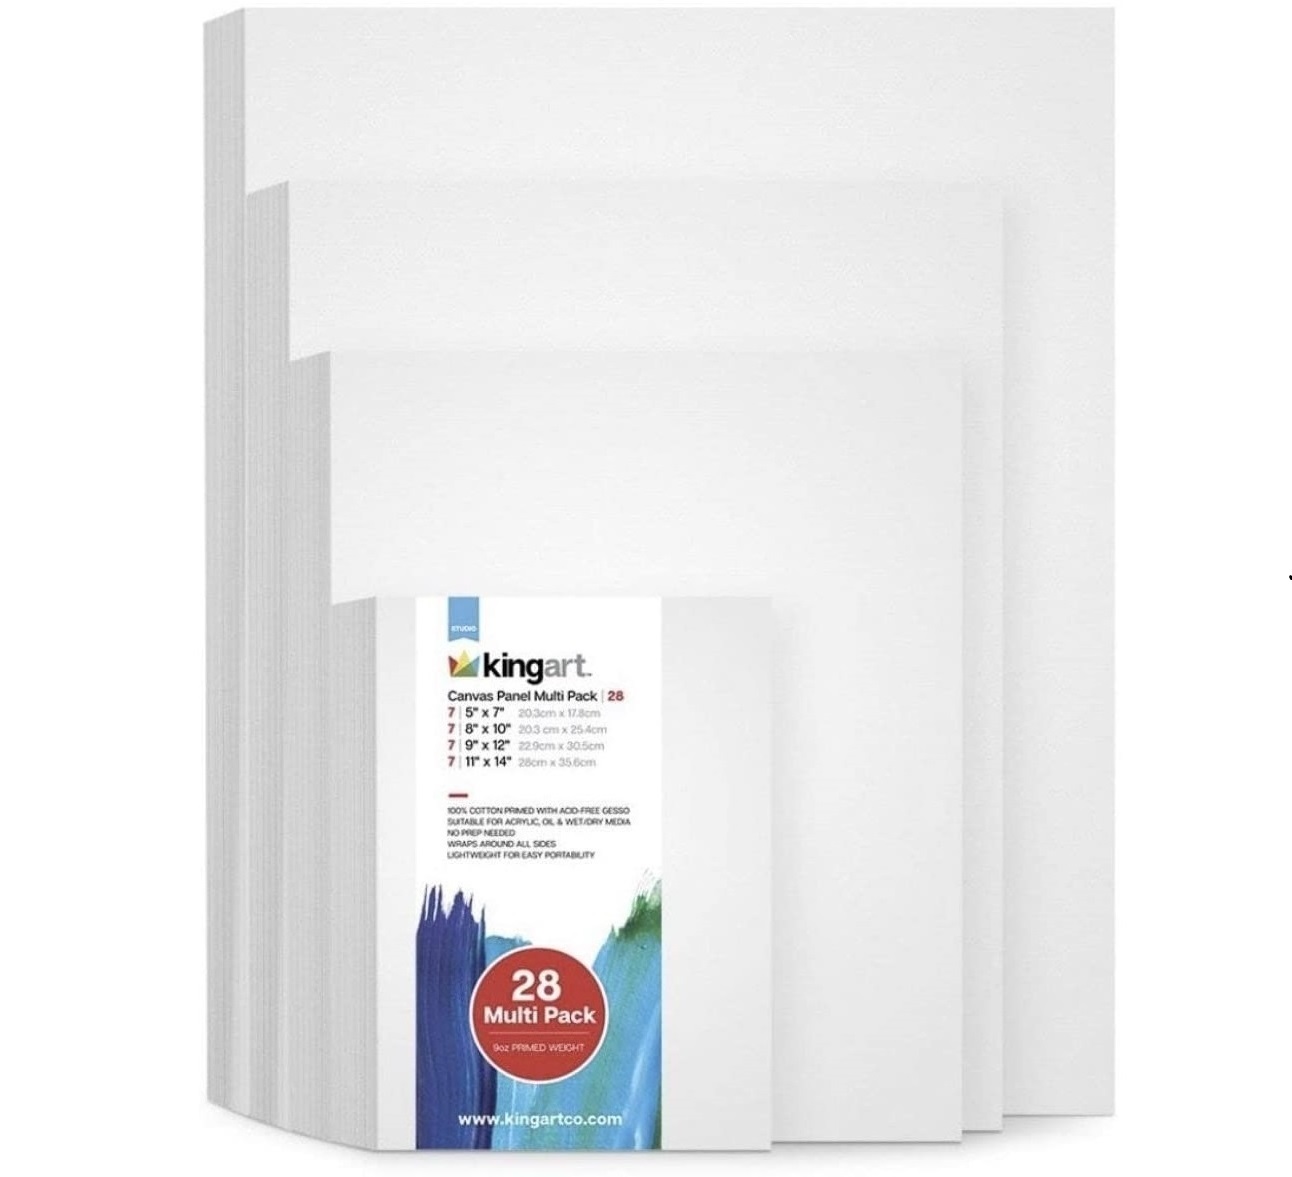 STUDIO
kingart™
Canvas Panel Multi Pack | 28
7 | 5" x 7" 20.3cm x 17.8cm
7 | 8" x 10" 20.3 cm x 25.4cm
7 | 9" x 12" 22.9cm x 30.5cm
7 | 11" x 14" 28cm x 35.6cm
100% COTTON PRIMED WITH ACID-FREE GESSO
SUITABLE FOR ACRYLIC, OIL & WET/DRY MEDIA
NO PREP NEEDED
WRAPS AROUND ALL SIDES
LIGHTWEIGHT FOR EASY PORTABILITY
28
Multi Pack
9oz PRIMED WEIGHT
www.kingartco.com